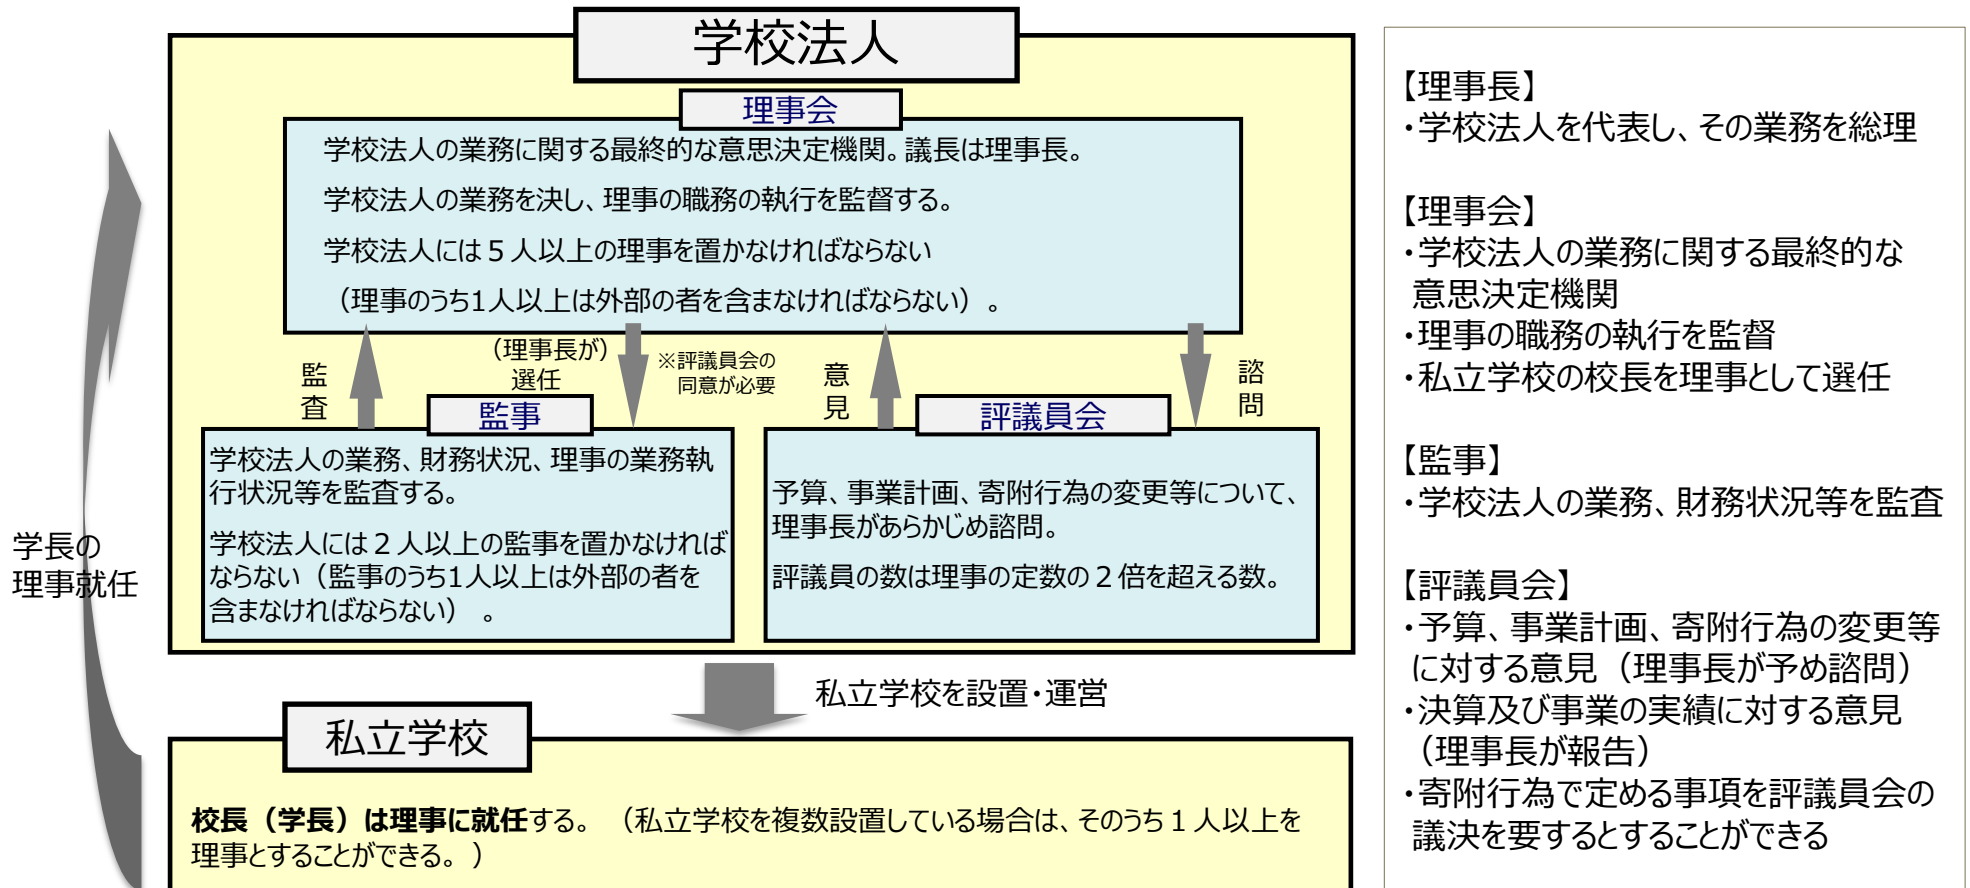 学校法人
理事会
学校法人の業務に関する最終的な意思決定機関。議長は理事長。
学校法人の業務を決し、理事の職務の執行を監督する。
学校法人には５人以上の理事を置かなければならない
（理事のうち1人以上は外部の者を含まなければならない）。
監査
（理事長が）
選任
※評議員会の
同意が必要
意見
諮問
監事
学校法人の業務、財務状況、理事の業務執
行状況等を監査する。
学校法人には２人以上の監事を置かなければ
ならない（監事のうち1人以上は外部の者を
含まなければならない）　。
評議員会
予算、事業計画、寄附行為の変更等について、
理事長があらかじめ諮問。
評議員の数は理事の定数の２倍を超える数。
学長の
理事就任
私立学校を設置・運営
私立学校
校長（学長）は理事に就任する。　（私立学校を複数設置している場合は、そのうち１人以上を
理事とすることができる。）
【理事長】
・学校法人を代表し、その業務を総理
【理事会】
・学校法人の業務に関する最終的な
意思決定機関
・理事の職務の執行を監督
・私立学校の校長を理事として選任
【監事】
・学校法人の業務、財務状況等を監査
【評議員会】
・予算、事業計画、寄附行為の変更等
に対する意見（理事長が予め諮問）
・決算及び事業の実績に対する意見
（理事長が報告）
・寄附行為で定める事項を評議員会の
議決を要するとすることができる